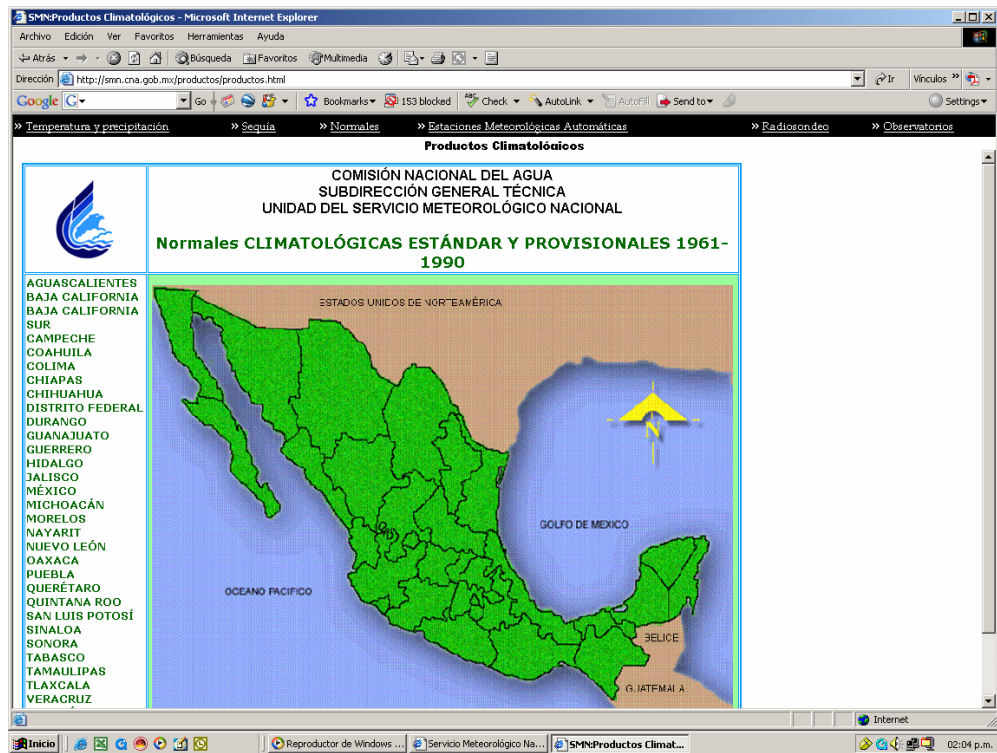 SMN:Productos Climatológicos - Microsoft Internet Explorer
Archivo Edición Ver Favoritos Herramientas Ayuda
Atrás Búsqueda Favoritos Multimedia
Dirección http://smn.cna.gob.mx/productos/productos.html Ir Vínculos »
Google G Go Bookmarks 153 blocked ABC Check AutoLink AutoFill Send to Settings
» Temperatura y precipitación » Sequía » Normales » Estaciones Meteorológicas Automáticas » Radiosondeo » Observatorios
Productos Climatológicos
COMISIÓN NACIONAL DEL AGUA
SUBDIRECCIÓN GENERAL TÉCNICA
UNIDAD DEL SERVICIO METEOROLÓGICO NACIONAL
Normales CLIMATOLÓGICAS ESTÁNDAR Y PROVISIONALES 1961-
1990
AGUASCALIENTES
BAJA CALIFORNIA
BAJA CALIFORNIA
SUR
CAMPECHE
COAHUILA
COLIMA
CHIAPAS
CHIHUAHUA
DISTRITO FEDERAL
DURANGO
GUANAJUATO
GUERRERO
HIDALGO
JALISCO
MÉXICO
MICHOACÁN
MORELOS
NAYARIT
NUEVO LEÓN
OAXACA
PUEBLA
QUERÉTARO
QUINTANA ROO
SAN LUIS POTOSÍ
SINALOA
SONORA
TABASCO
TAMAULIPAS
TLAXCALA
VERACRUZ
ESTADOS UNIDOS DE NORTEAMÉRICA
N
GOLFO DE MEXICO
OCEANO PACIFICO
BELICE
GUATEMALA
Internet
Inicio Reproductor de Windows ... Servicio Meteorológico Na... SMN:Productos Climat... 02:04 p.m.